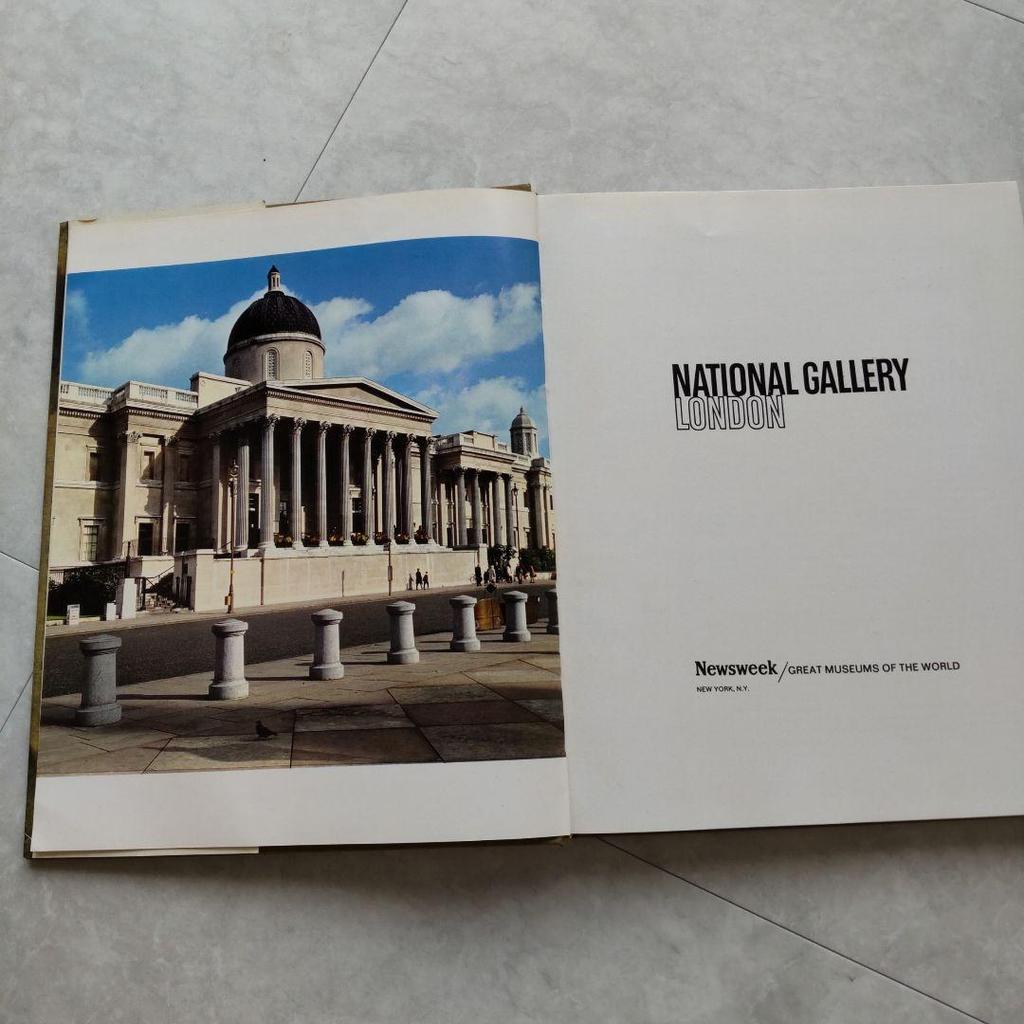 NATIONAL GALLERY
LONDON
Newsweek/GREAT MUSEUMS OF THE WORLD
NEW YORK, N.Y.